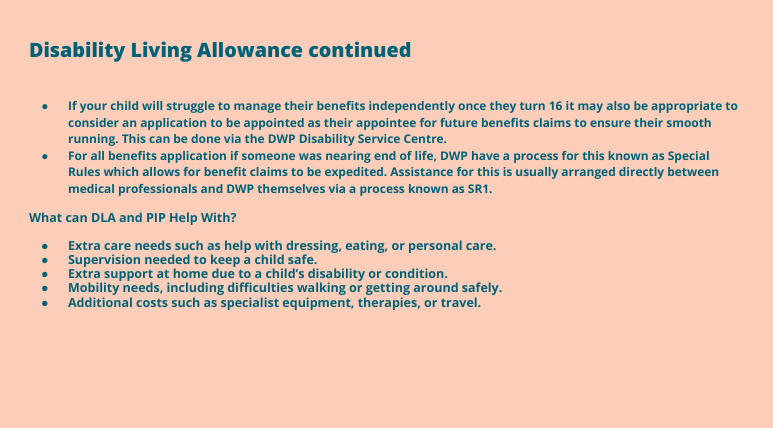 Disability Living Allowance continued
● If your child will struggle to manage their benefits independently once they turn 16 it may also be appropriate to
consider an application to be appointed as their appointee for future benefits claims to ensure their smooth
running. This can be done via the DWP Disability Service Centre.
● For all benefits application if someone was nearing end of life, DWP have a process for this known as Special
Rules which allows for benefit claims to be expedited. Assistance for this is usually arranged directly between
medical professionals and DWP themselves via a process known as SR1.
What can DLA and PIP Help With?
● Extra care needs such as help with dressing, eating, or personal care.
● Supervision needed to keep a child safe.
● Extra support at home due to a child’s disability or condition.
● Mobility needs, including difficulties walking or getting around safely.
● Additional costs such as specialist equipment, therapies, or travel.